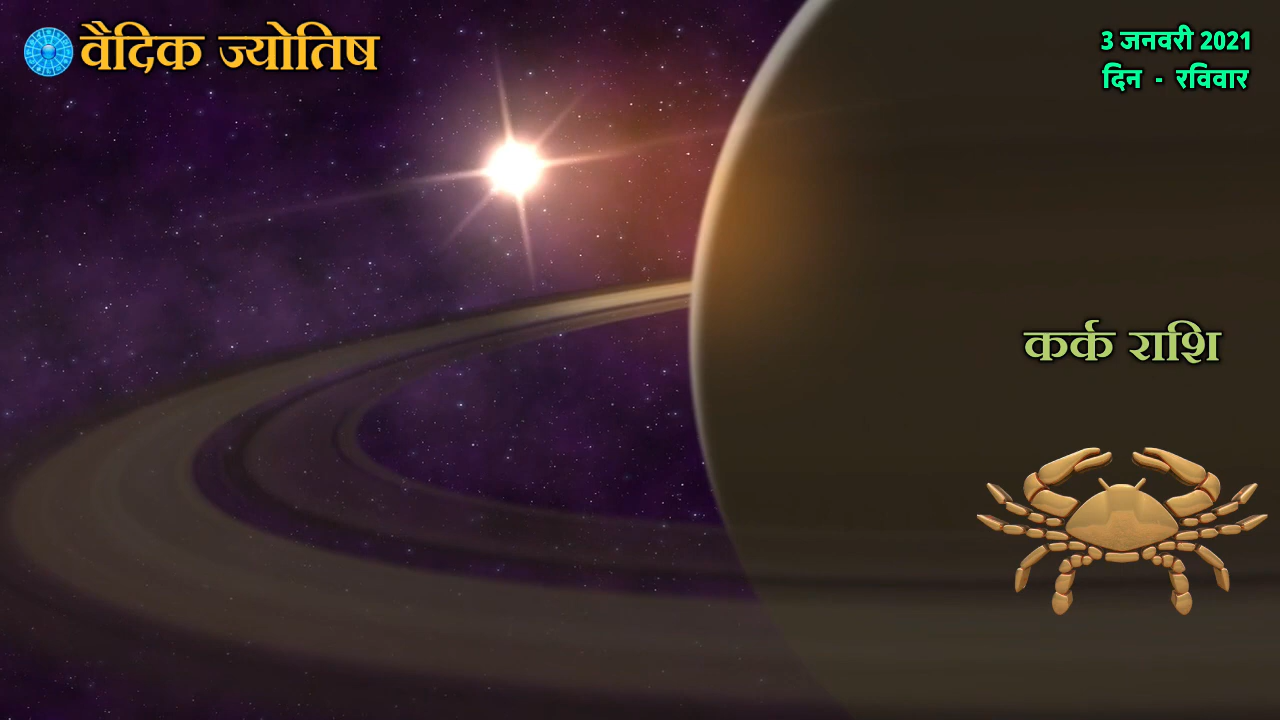 वैदिक ज्योतिष
3 जनवरी 2021
दिन - रविवार
कर्क राशि